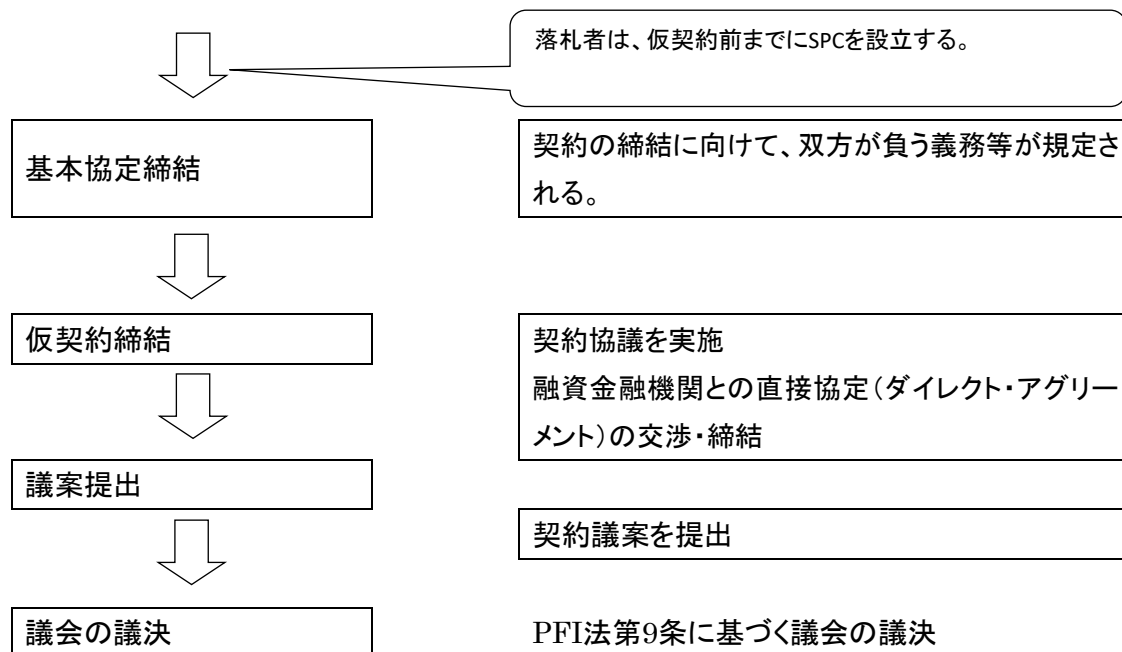 落札者は、仮契約前までにSPCを設立する。
基本協定締結
契約の締結に向けて、双方が負う義務等が規定さ
れる。
仮契約締結
契約協議を実施
融資金融機関との直接協定(ダイレクト・アグリー
メント)の交渉・締結
議案提出
契約議案を提出
議会の議決
PFI法第9条に基づく議会の議決